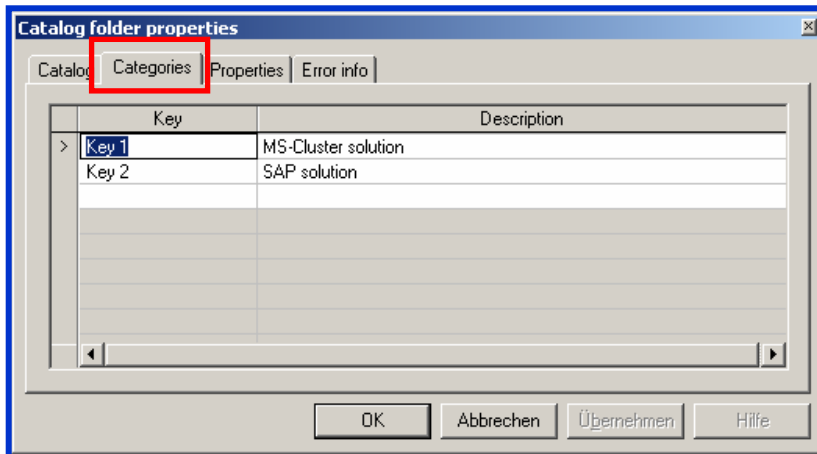 Catalog folder properties
Catalog Categories Properties Error info
Key Description
> Key 1 MS-Cluster solution
Key 2 SAP solution
OK Abbrechen Übernehmen Hilfe